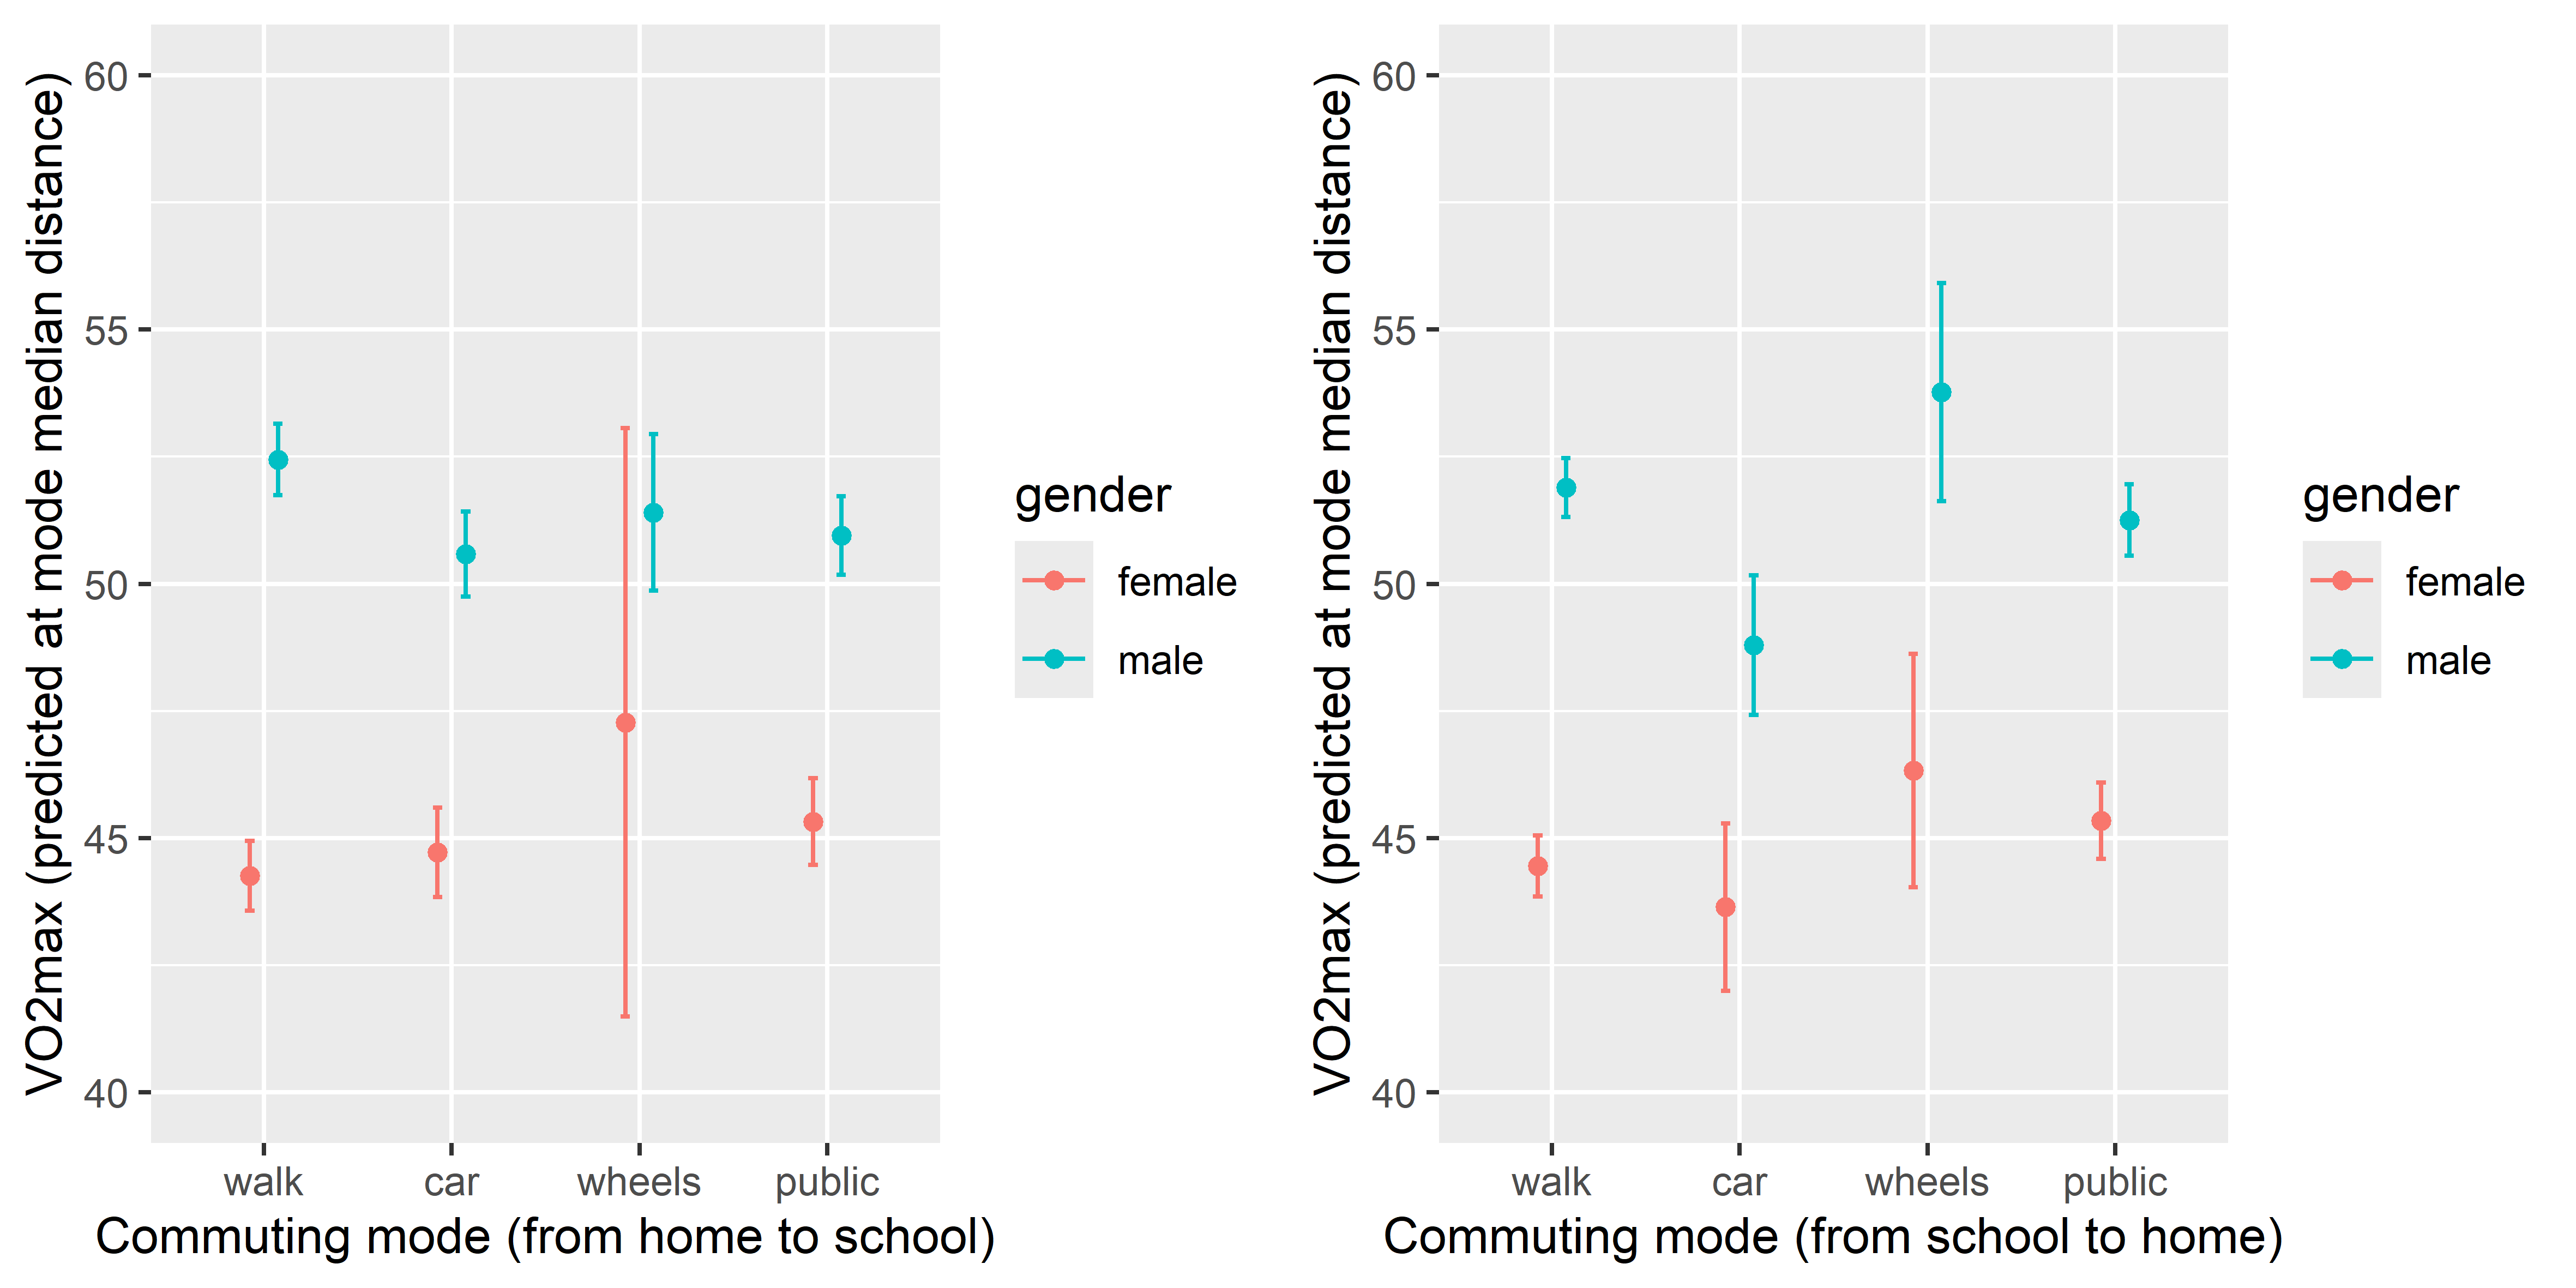 VO2max (predicted at mode median distance)
60
55
50
45
40
walk car wheels public
Commuting mode (from home to school)
gender
female
male
VO2max (predicted at mode median distance)
60
55
50
45
40
walk car wheels public
Commuting mode (from school to home)
gender
female
male